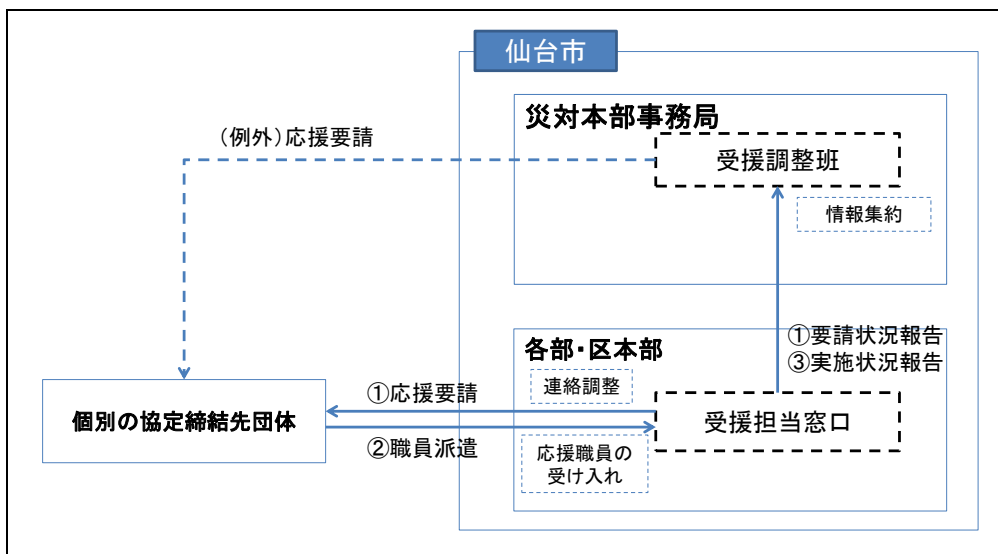 仙台市
災対本部事務局
(例外)応援要請
受援調整班
情報集約
①要請状況報告
③実施状況報告
各部・区本部
連絡調整
①応援要請
個別の協定締結先団体
受援担当窓口
②職員派遣
応援職員の
受け入れ